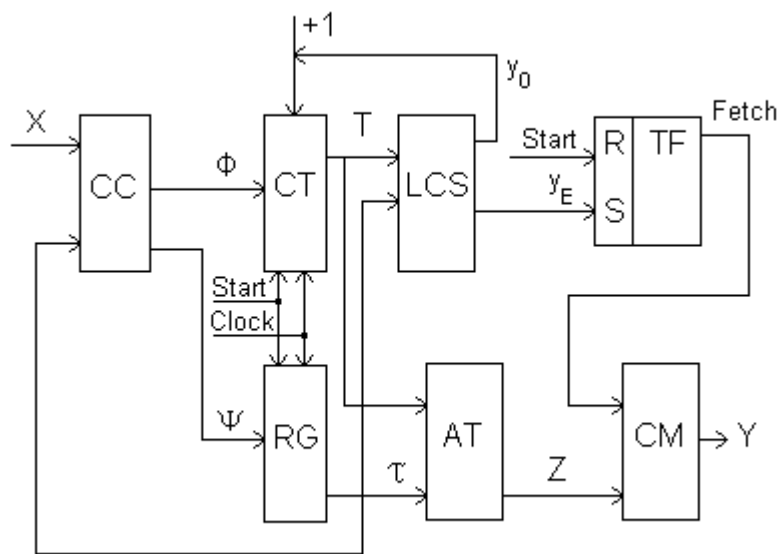 +1
y0
Fetch
X
T
Start
R
TF
Φ
CC
CT
LCS
yE
S
Start
Clock
Ψ
RG
AT
CM
Y
τ
Z